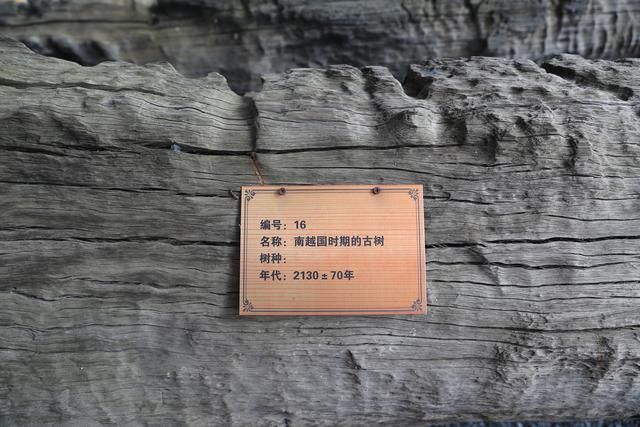 编号：16
名称：南越国时期的古树
树种：
年代：2130±70年